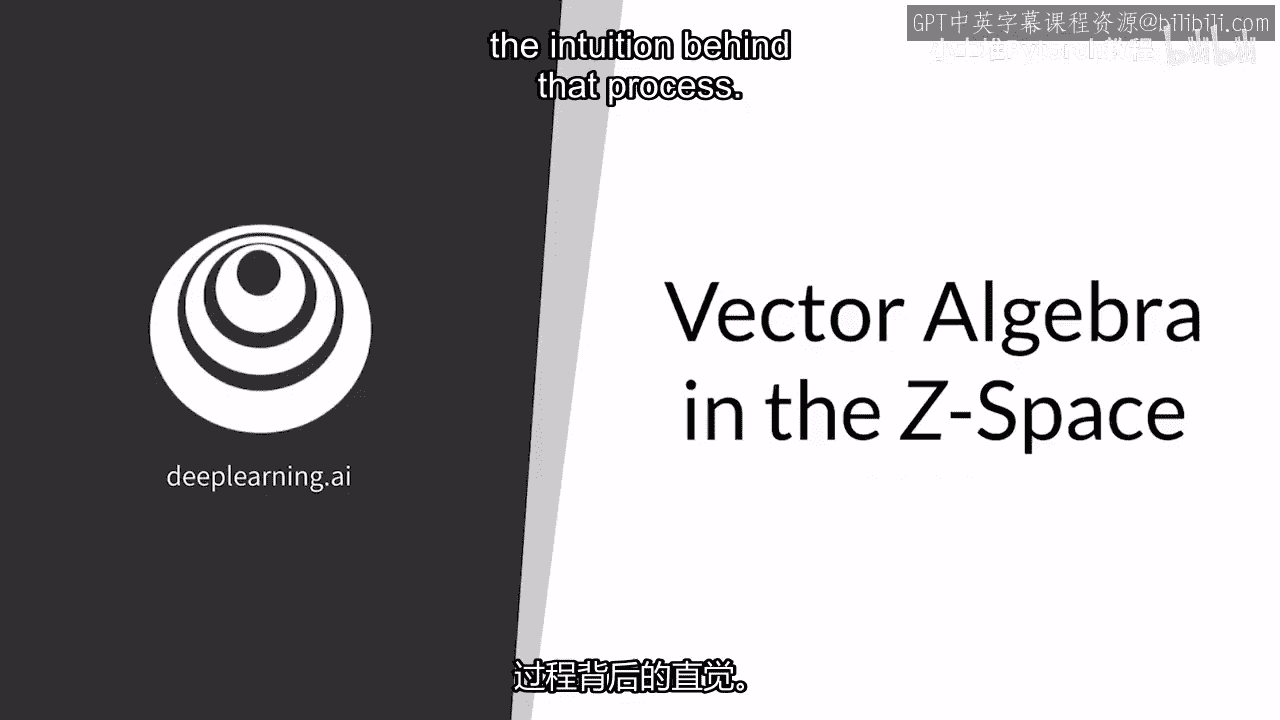 GPT中英字幕课程资源@bilibili.com
the intuition behind
that process.
Vector Algebra
in the Z-Space
deeplearning.ai
过程背后的直觉。